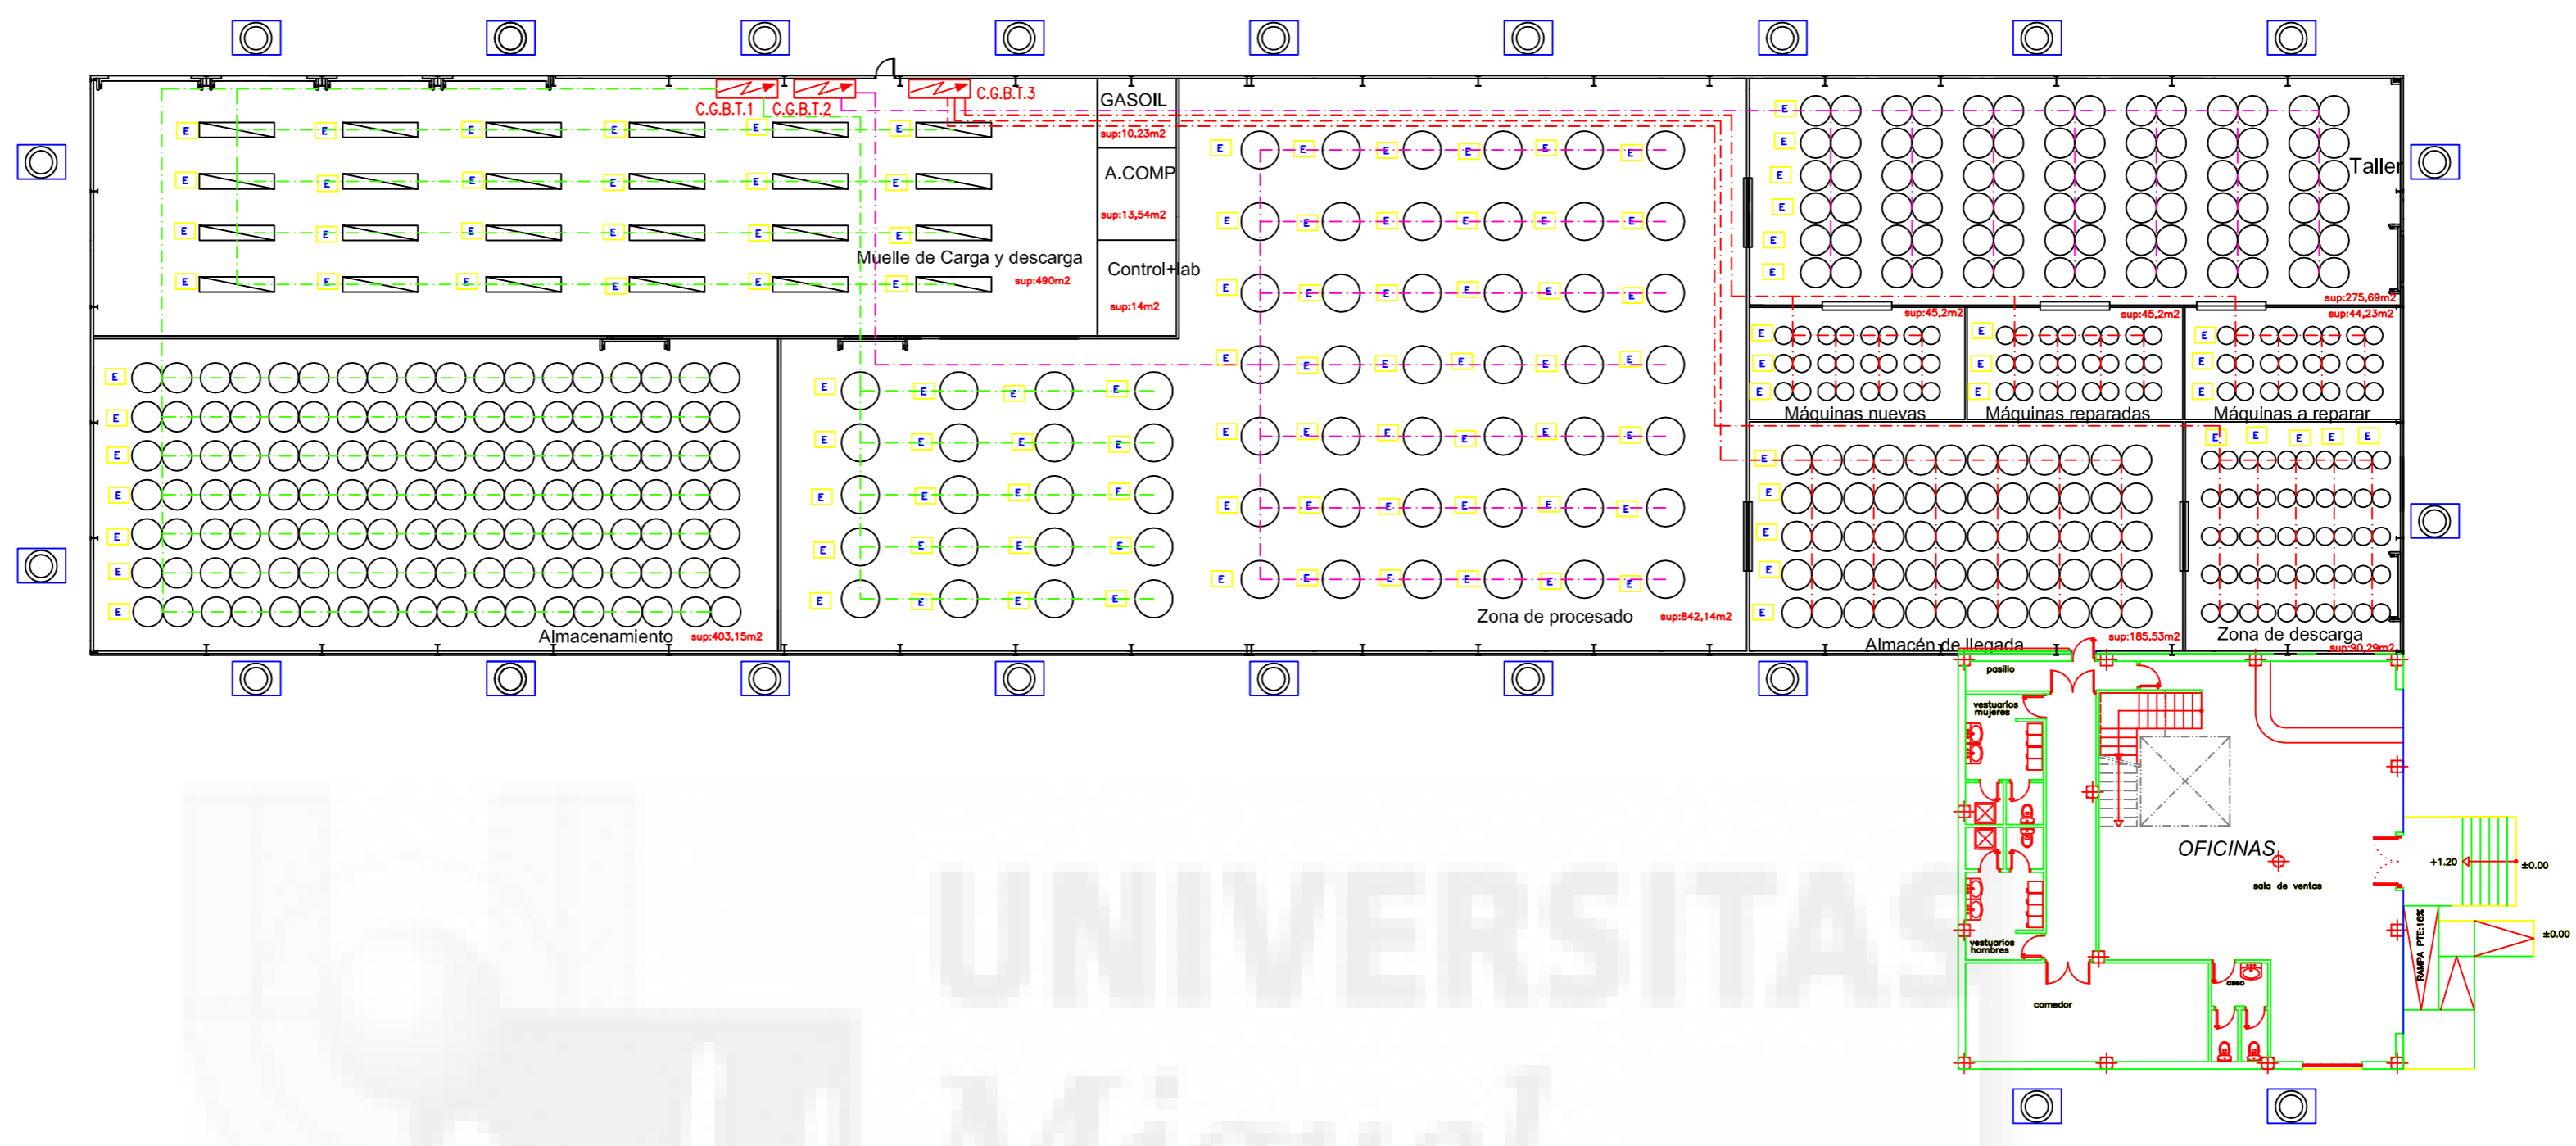 C.G.B.T.1
C.G.B.T.2
C.G.B.T.3
GASOIL
sup:10,23m2
A.COMP
sup:13,54m2
Control+lab
sup:14m2
Muelle de Carga y descarga
sup:490m2
Taller
sup:275,69m2
sup:45,2m2
sup:45,2m2
sup:44,23m2
Máquinas nuevas
Máquinas reparadas
Máquinas a reparar
Almacenamiento
sup:403,15m2
Zona de procesado
sup:842,14m2
Almacén de llegada
sup:185,53m2
Zona de descarga
sup:90,29m2
pasillo
vestuarios
mujeres
OFICINAS
sala de ventas
+1.20
±0.00
±0.00
RAMPA PTE:16%
vestuarios
hombres
comedor
aseo
E
UNIVERSITAS
Miguel